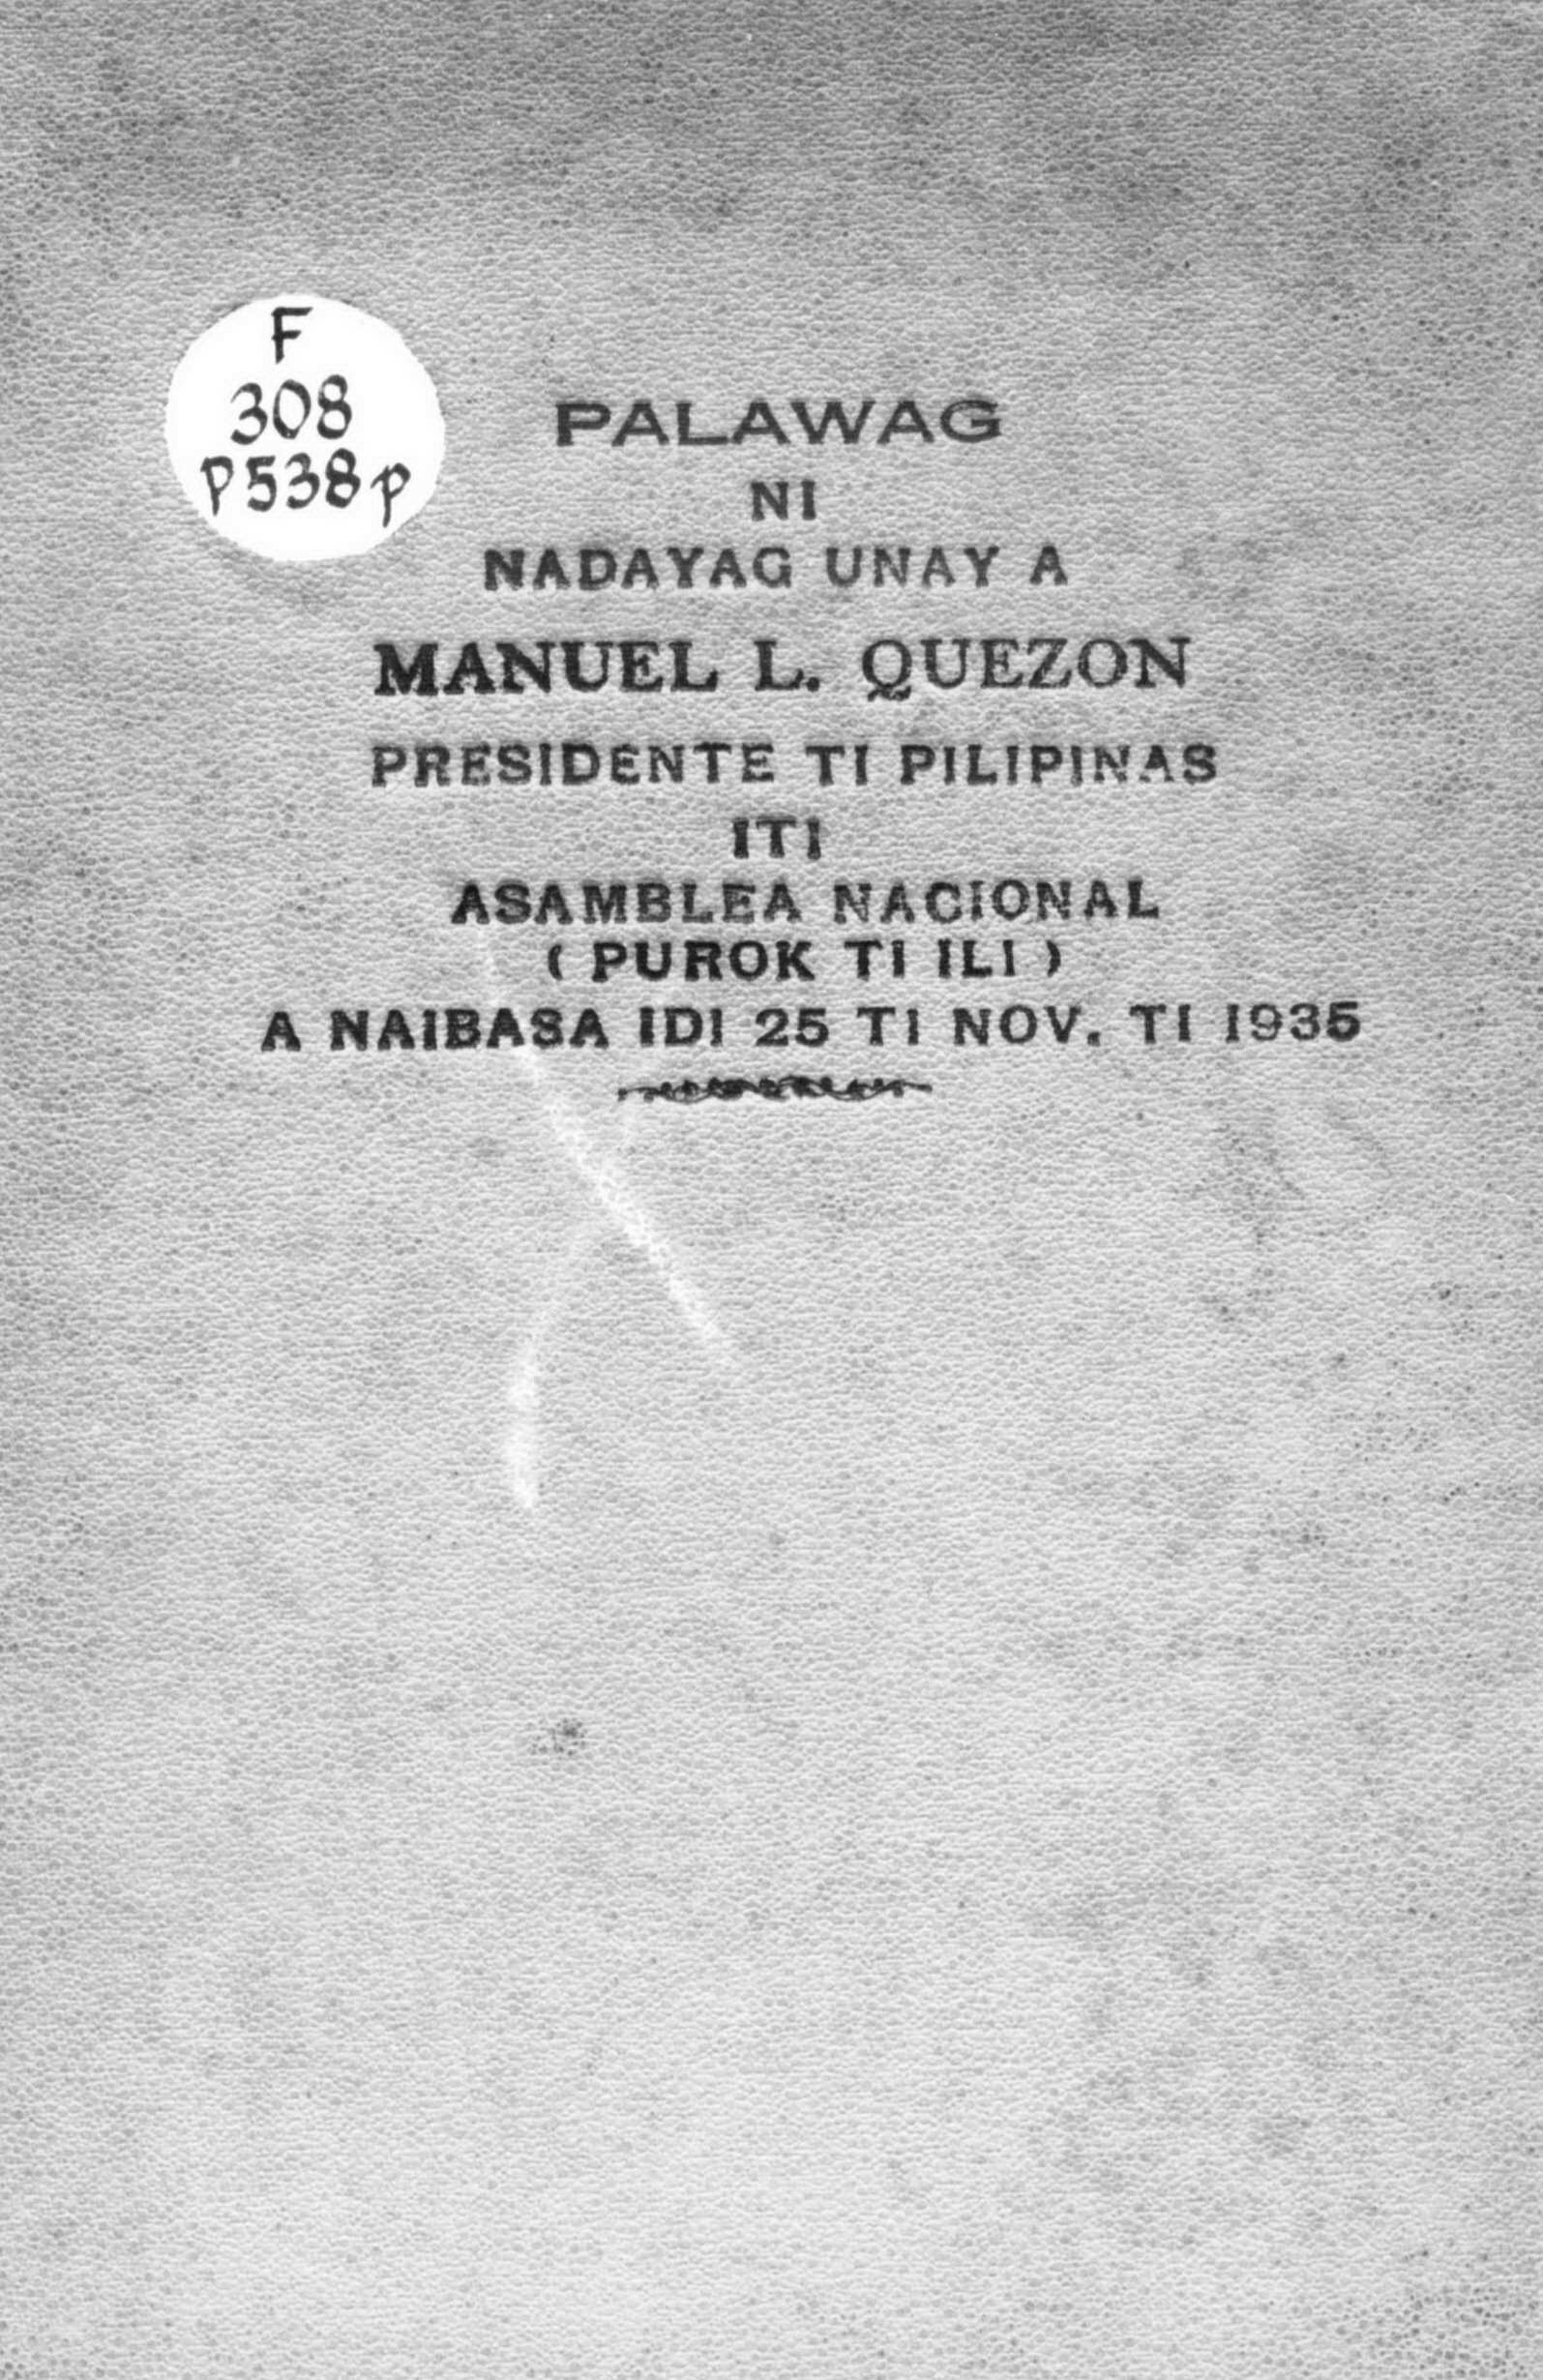 F
308
P538p
PALAWAG
NI
NADAYAG UNAY A
MANUEL L. QUEZON
PRESIDENTE TI PILIPINAS
ITI
ASAMBLEA NACIONAL
( PUROK TI ILI )
A NAIBASA IDI 25 TI NOV. TI 1935